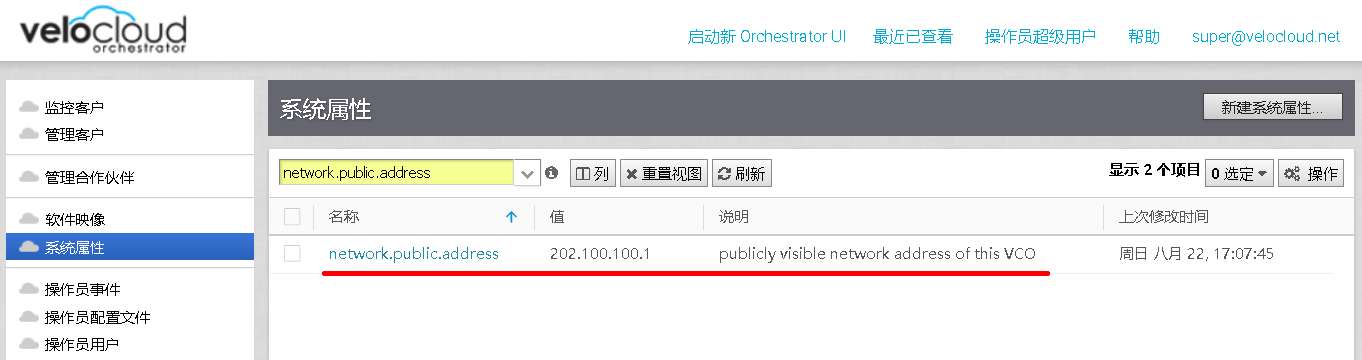 velocloud
orchestrator
启动新 Orchestrator UI 最近已查看 操作员超级用户 帮助 super@velocloud.net
监控客户
管理客户
管理合作伙伴
软件映像
系统属性
操作员事件
操作员配置文件
操作员用户
系统属性 新建系统属性...
network.public.address 列 重置视图 刷新 显示 2 个项目 0 选定 操作
名称 值 说明 上次修改时间
network.public.address 202.100.100.1 publicly visible network address of this VCO 周日 八月 22, 17:07:45